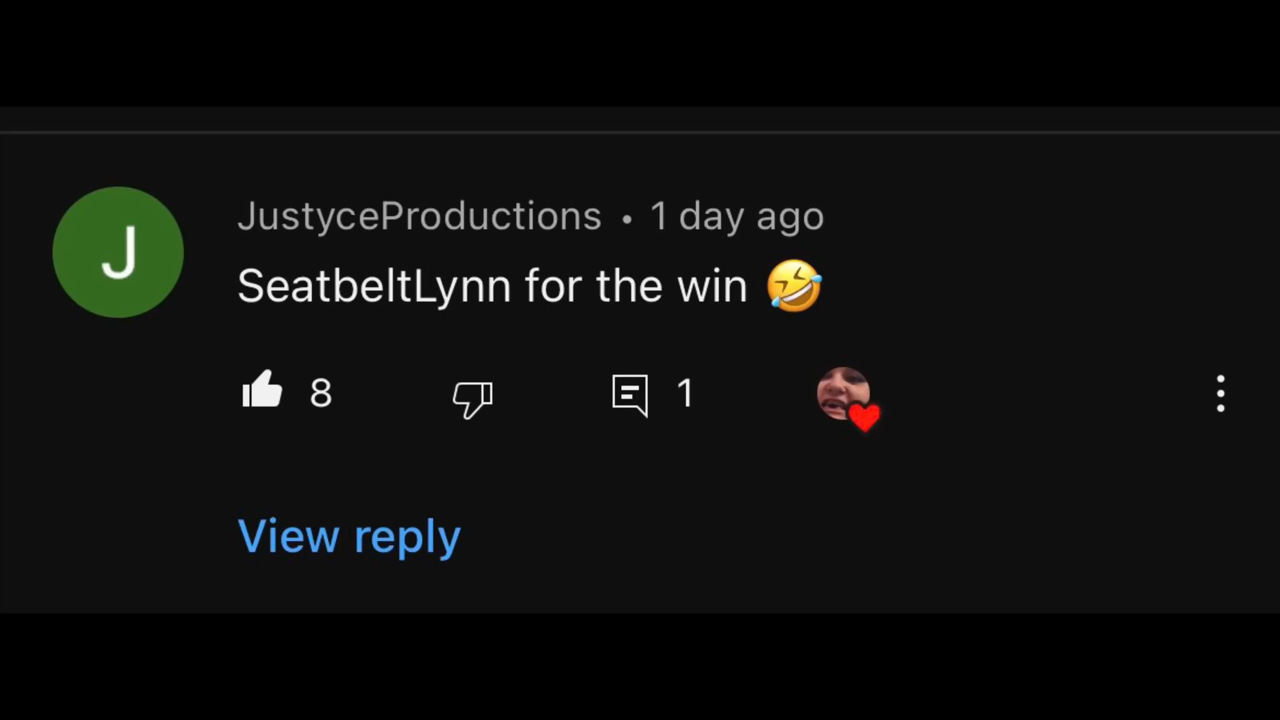 J
JustyceProductions • 1 day ago
SeatbeltLynn for the win 🤣
8 1
View reply